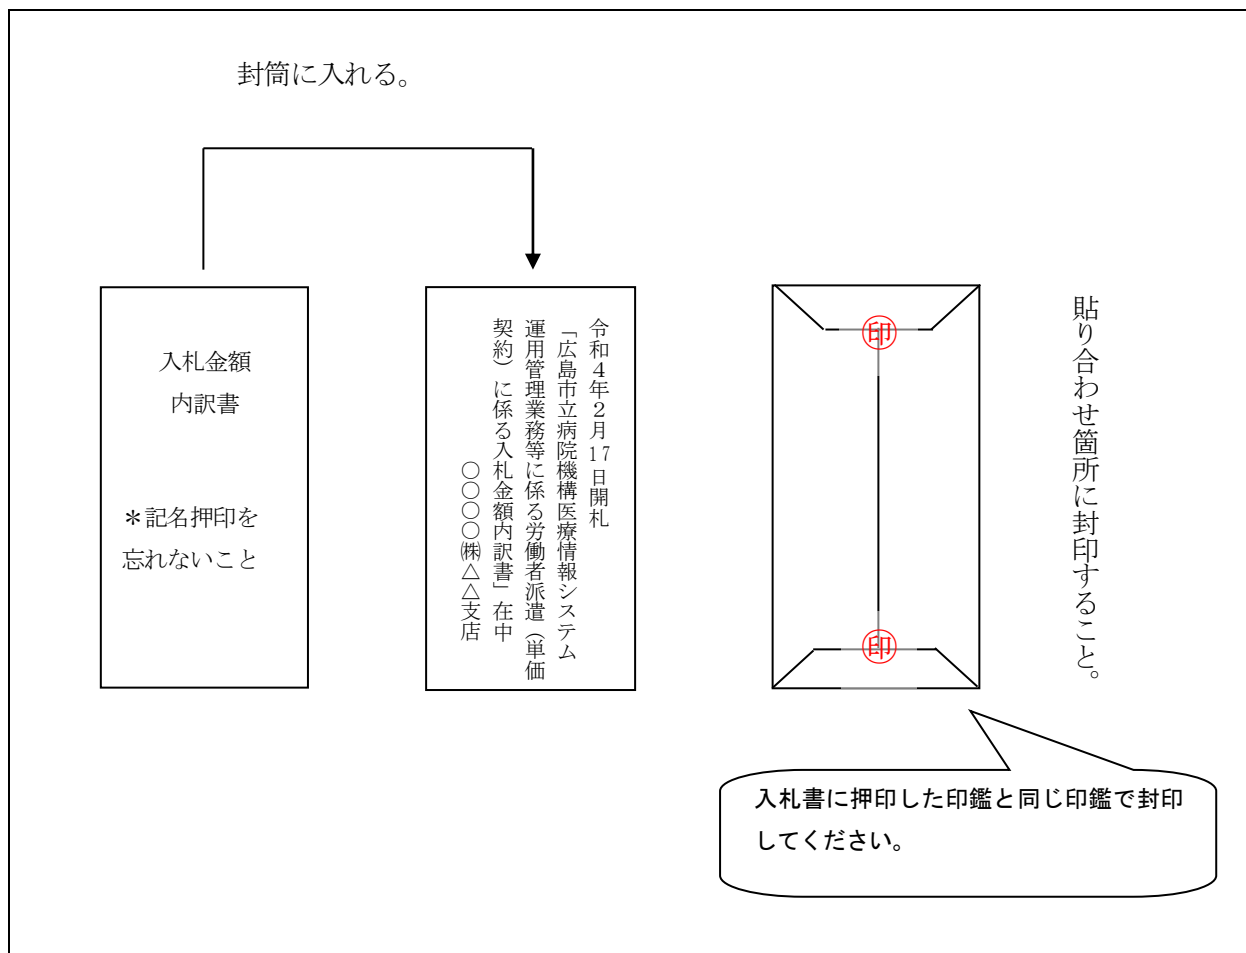 封筒に入れる。
入札金額
内訳書
＊記名押印を
忘れないこと
令和４年２月17日開札
「広島市立病院機構医療情報システム
運用管理業務等に係る労働者派遣（単価
契約）に係る入札金額内訳書」在中
○○○○㈱△△支店
印
印
貼り合わせ箇所に封印すること。
入札書に押印した印鑑と同じ印鑑で封印
してください。